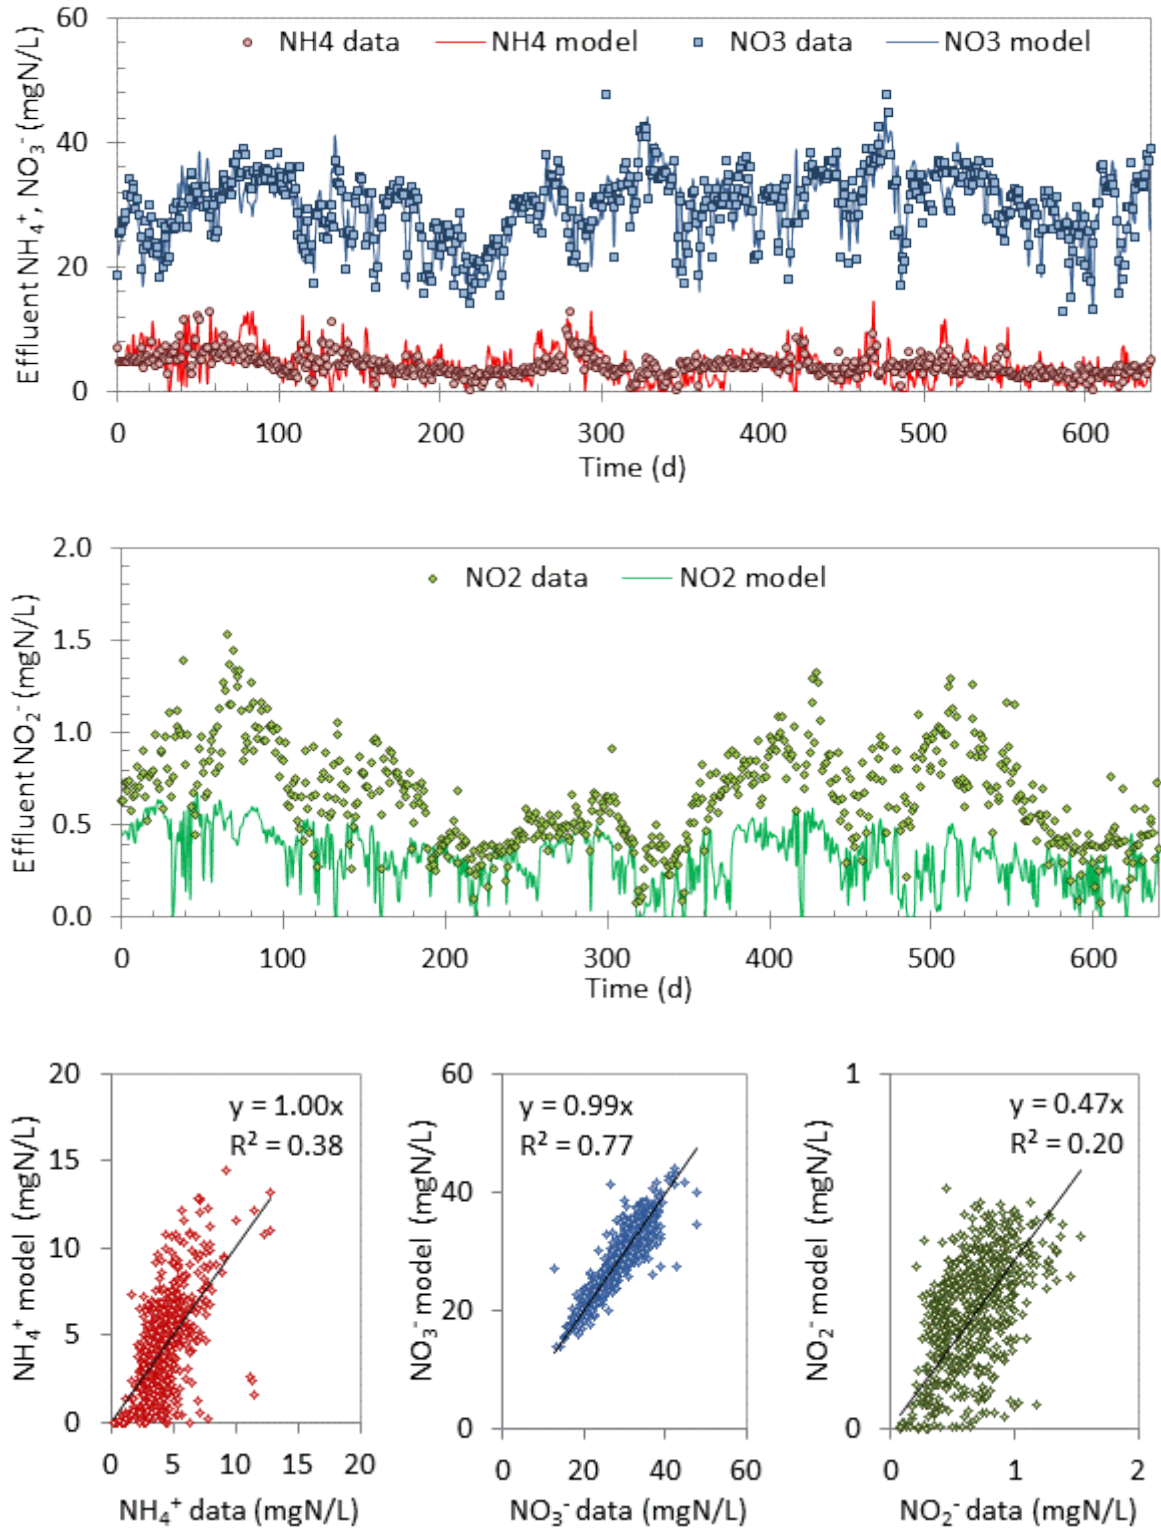 60
NH4 data NH4 model NO3 data NO3 model
40
20
0
Effluent NH₄⁺, NO₃⁻ (mgN/L)
0 100 200 300 400 500 600
Time (d)
2.0
NO2 data NO2 model
1.5
1.0
0.5
0.0
Effluent NO₂⁻ (mgN/L)
0 100 200 300 400 500 600
Time (d)
20
15
10
5
0
NH₄⁺ model (mgN/L)
y = 1.00x
R² = 0.38
0 5 10 15 20
NH₄⁺ data (mgN/L)
60
40
20
0
NO₃⁻ model (mgN/L)
y = 0.99x
R² = 0.77
0 20 40 60
NO₃⁻ data (mgN/L)
1
0
NO₂⁻ model (mgN/L)
y = 0.47x
R² = 0.20
0 1 2
NO₂⁻ data (mgN/L)